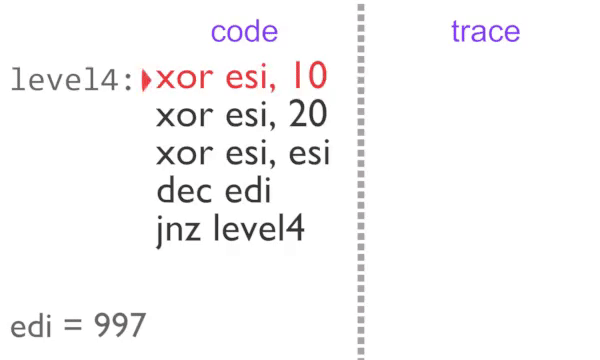 code
trace
level4: xor esi, 10
xor esi, 20
xor esi, esi
dec edi
jnz level4
edi = 997